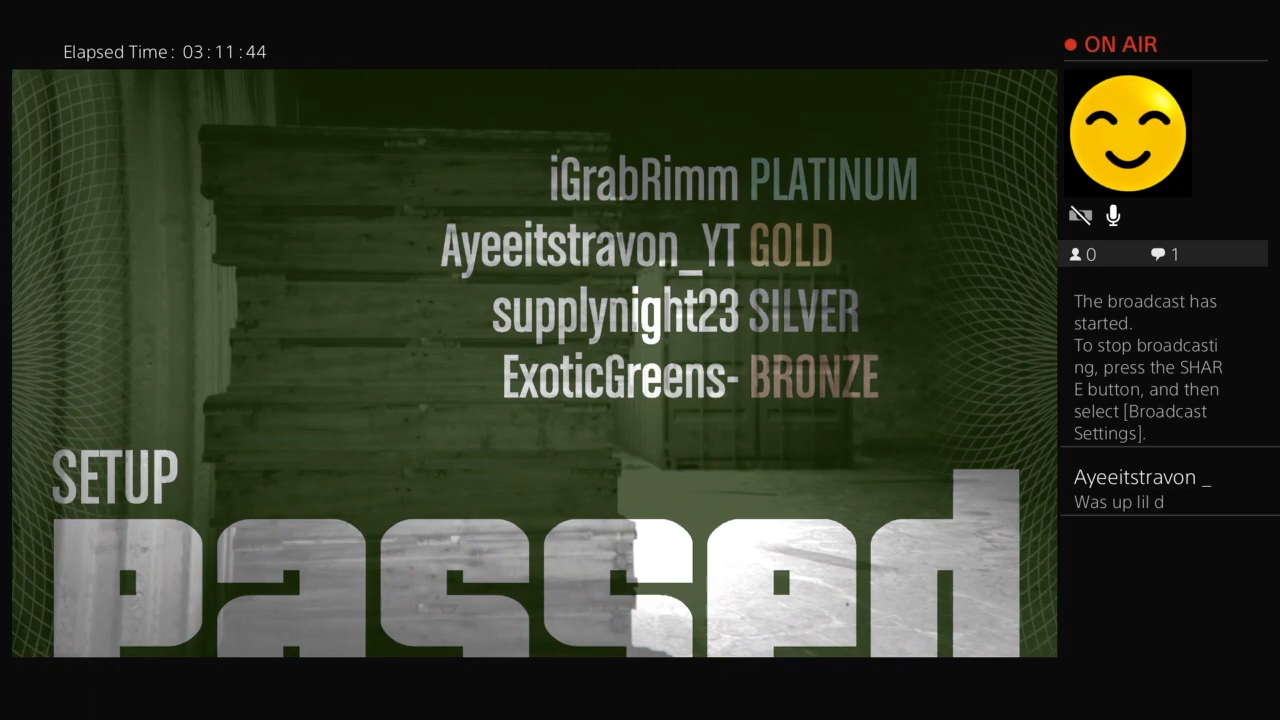 Elapsed Time: 03:11:44
ON AIR
iGrabRimm PLATINUM
Ayeeitstravon_YT GOLD
supplynight23 SILVER
ExoticGreens- BRONZE
SETUP
passed
0 1
The broadcast has
started.
To stop broadcasti
ng, press the SHAR
E button, and then
select [Broadcast
Settings].
Ayeeitstravon _
Was up lil d